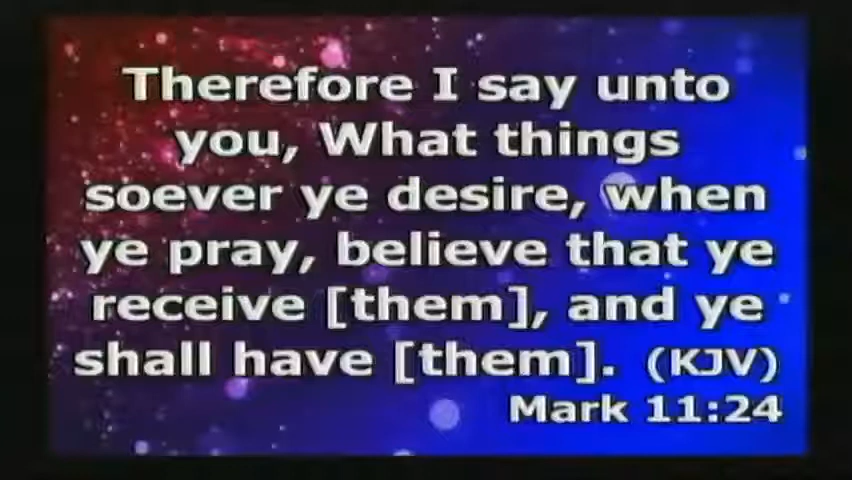 Therefore I say unto
you, What things
soever ye desire, when
ye pray, believe that ye
receive [them], and ye
shall have [them]. (KJV)
Mark 11:24